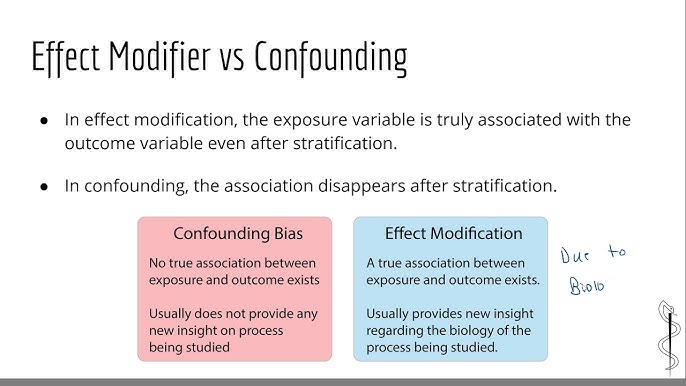 Effect Modifier vs Confounding
● In effect modification, the exposure variable is truly associated with the
outcome variable even after stratification.
● In confounding, the association disappears after stratification.
Confounding Bias
No true association between
exposure and outcome exists
Usually does not provide any
new insight on process
being studied
Effect Modification
A true association between
exposure and outcome exists.
Usually provides new insight
regarding the biology of the
process being studied.
Due to
Biolo